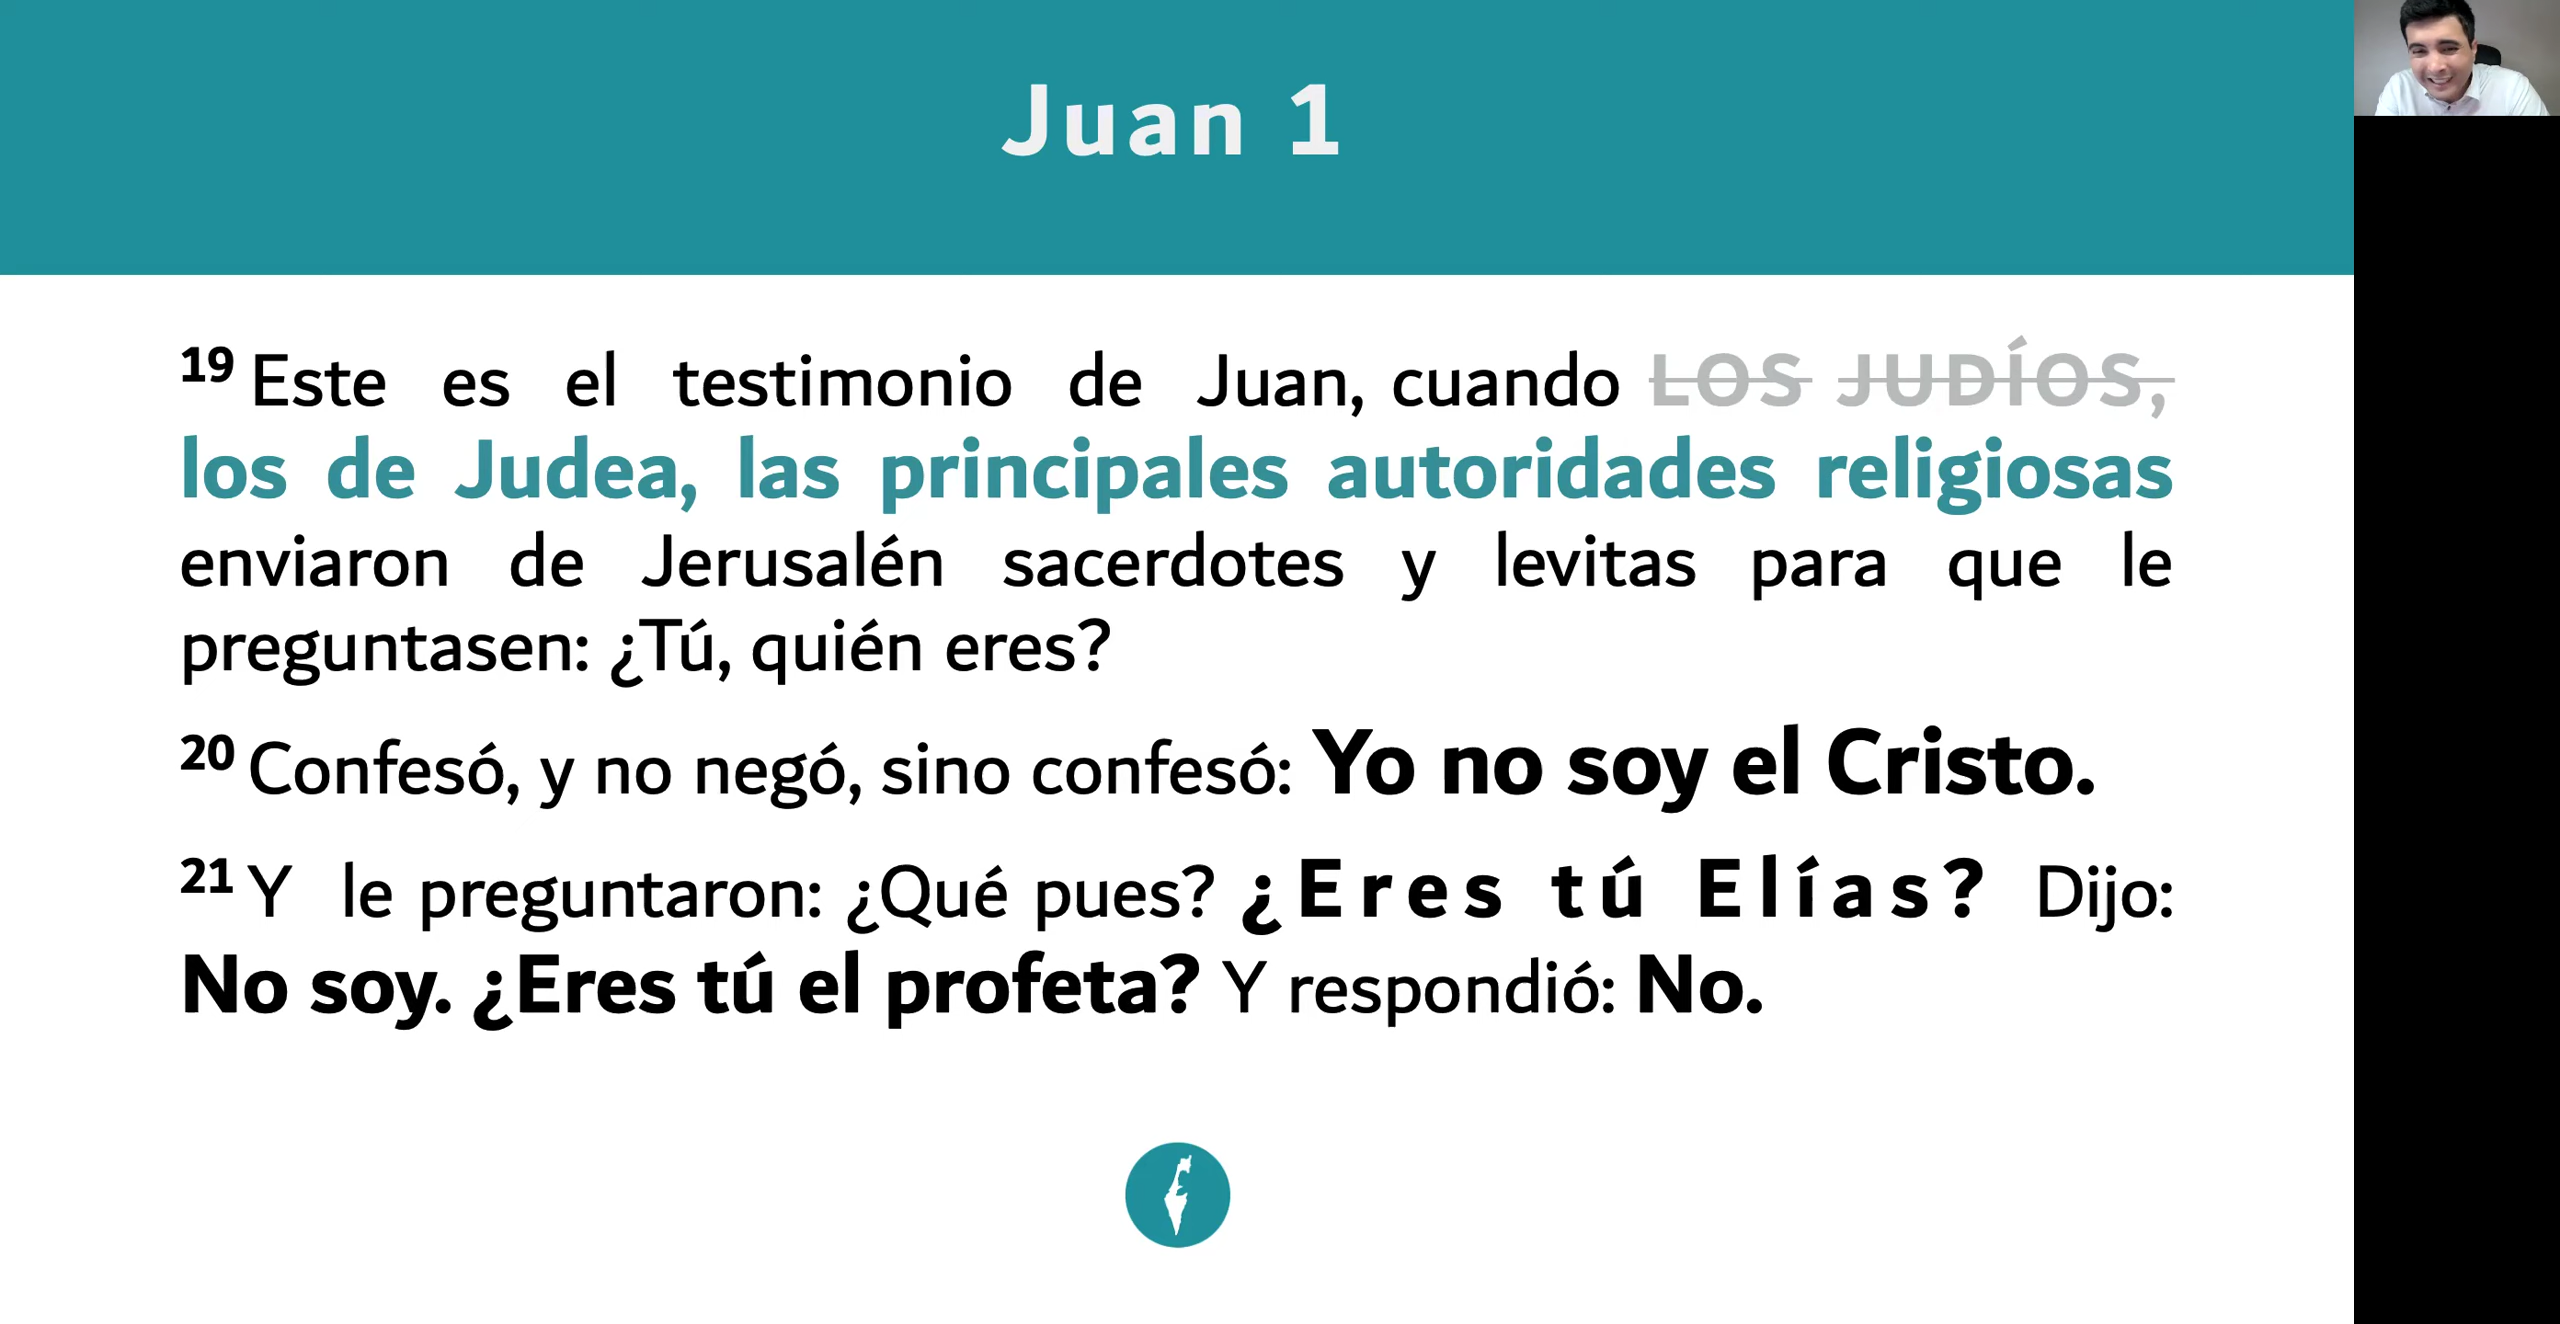 Juan 1
19 Este es el testimonio de Juan, cuando LOS JUDÍOS,
los de Judea, las principales autoridades religiosas
enviaron de Jerusalén sacerdotes y levitas para que le
preguntasen: ¿Tú, quién eres?
20 Confesó, y no negó, sino confesó: Yo no soy el Cristo.
21 Y le preguntaron: ¿Qué pues? ¿Eres tú Elías? Dijo:
No soy. ¿Eres tú el profeta? Y respondió: No.